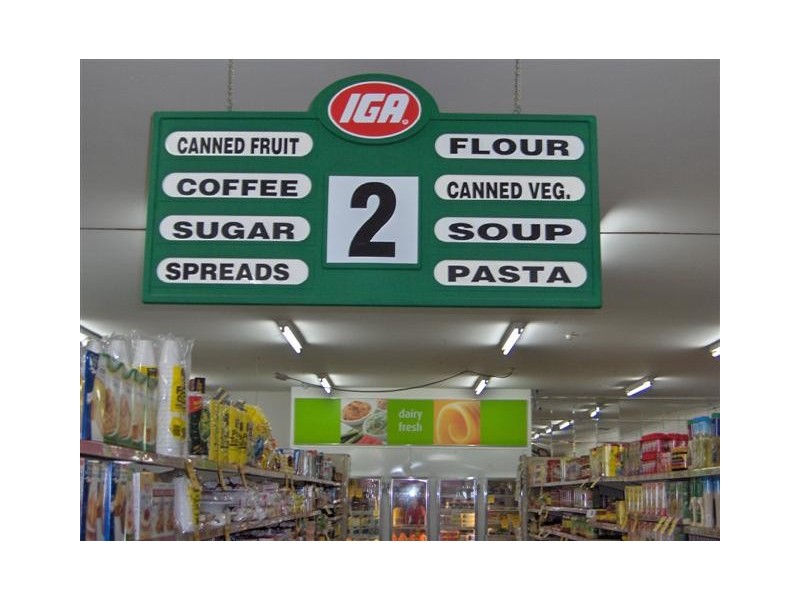 IGA
CANNED FRUIT
COFFEE
SUGAR
SPREADS
2
FLOUR
CANNED VEG.
SOUP
PASTA
dairy
fresh